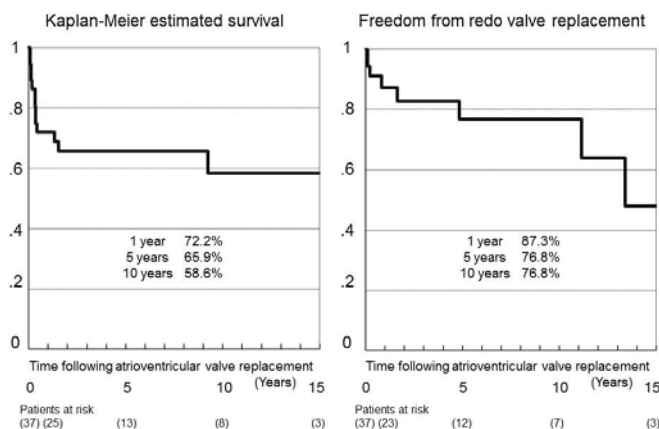 Kaplan-Meier estimated survival
1
.8
.6
.4
.2
0
1 year 72.2%
5 years 65.9%
10 years 58.6%
Time following atrioventricular valve replacement
(Years)
0 5 10 15
Patients at risk
(37) (25) (13) (8) (3)
Freedom from redo valve replacement
1
.8
.6
.4
.2
0
1 year 87.3%
5 years 76.8%
10 years 76.8%
Time following atrioventricular valve replacement
(Years)
0 5 10 15
Patients at risk
(37) (23) (12) (7) (3)